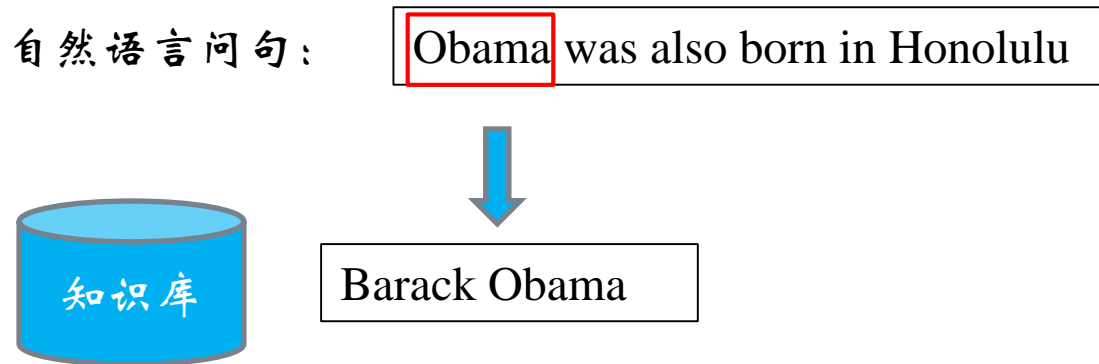 自然语言问句： Obama was also born in Honolulu
知识库 Barack Obama